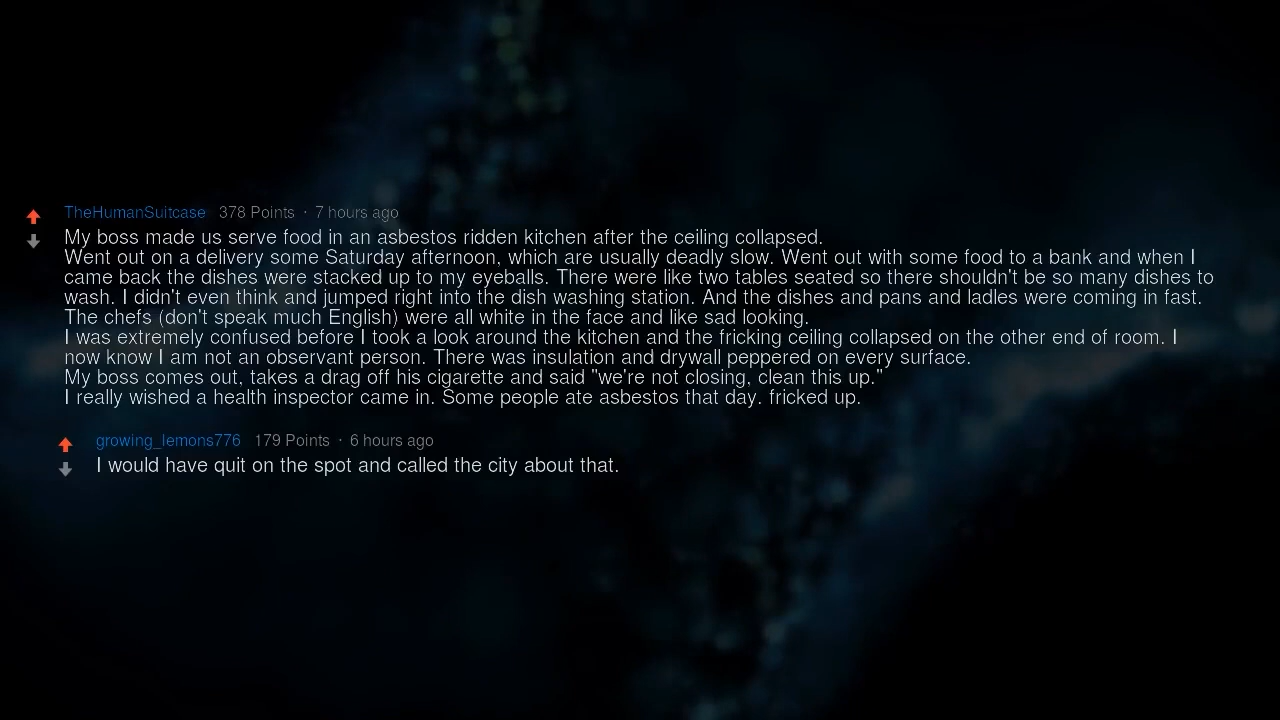 TheHumanSuitcase 378 Points · 7 hours ago
My boss made us serve food in an asbestos ridden kitchen after the ceiling collapsed.
Went out on a delivery some Saturday afternoon, which are usually deadly slow. Went out with some food to a bank and when I
came back the dishes were stacked up to my eyeballs. There were like two tables seated so there shouldn't be so many dishes to
wash. I didn't even think and jumped right into the dish washing station. And the dishes and pans and ladles were coming in fast.
The chefs (don't speak much English) were all white in the face and like sad looking.
I was extremely confused before I took a look around the kitchen and the fricking ceiling collapsed on the other end of room. I
now know I am not an observant person. There was insulation and drywall peppered on every surface.
My boss comes out, takes a drag off his cigarette and said "we're not closing, clean this up."
I really wished a health inspector came in. Some people ate asbestos that day. fricked up.
growing_lemons776 179 Points · 6 hours ago
I would have quit on the spot and called the city about that.